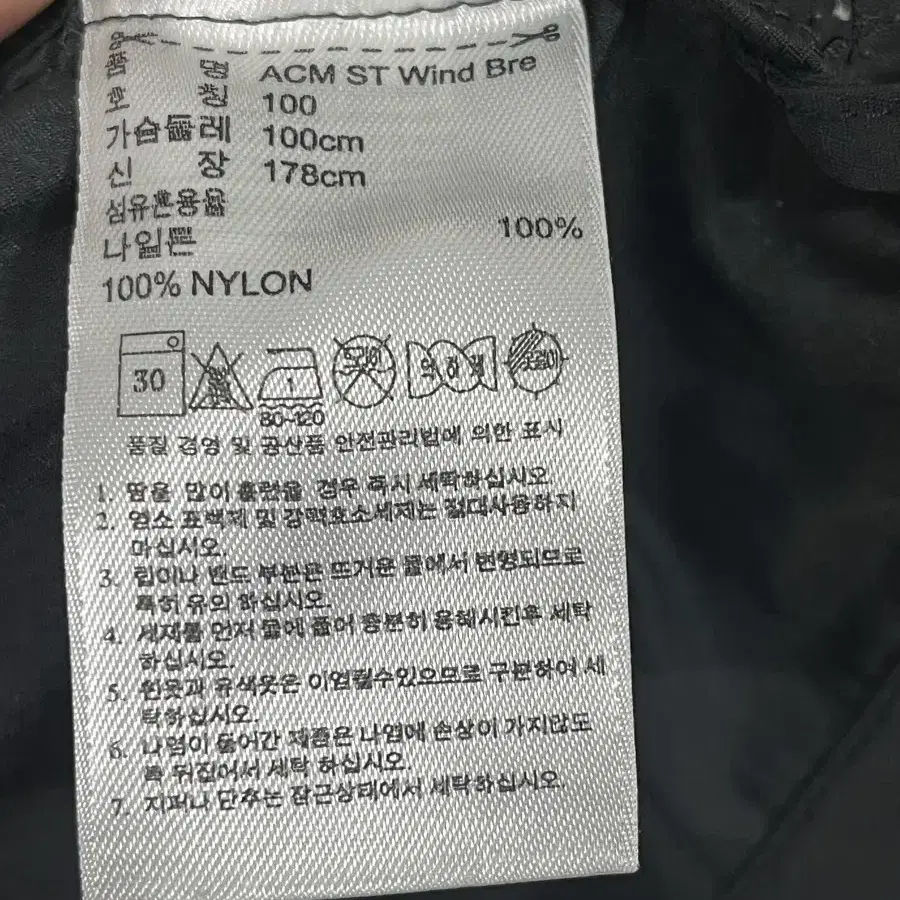 품 명 ACM ST Wind Bre
호 칭 100
가슴둘레 100cm
신 장 178cm
섬유혼용율
나일론 100%
100% NYLON
30
드라이
약하게
1
80~120
드라이
품질 경영 및 공산품 안전관리법에 의한 표시
1. 땀을 많이 흘렸을 경우 즉시 세탁하십시오.
2. 염소 표백제 및 강력효소세제는 절대사용하지
마십시오.
3. 립이나 밴드 부분은 뜨거운 물에서 변형되므로
특히 유의 하십시오.
4. 세제를 먼저 물에 풀어 충분히 용해시킨후 세탁
하십시오.
5. 흰옷과 유색옷은 이염될수있으므로 구분하여 세
탁하십시오.
6. 나염이 들어간 제품은 나염에 손상이 가지않도
록 뒤집어서 세탁 하십시오.
7. 지퍼나 단추는 잠근상태에서 세탁하십시오.